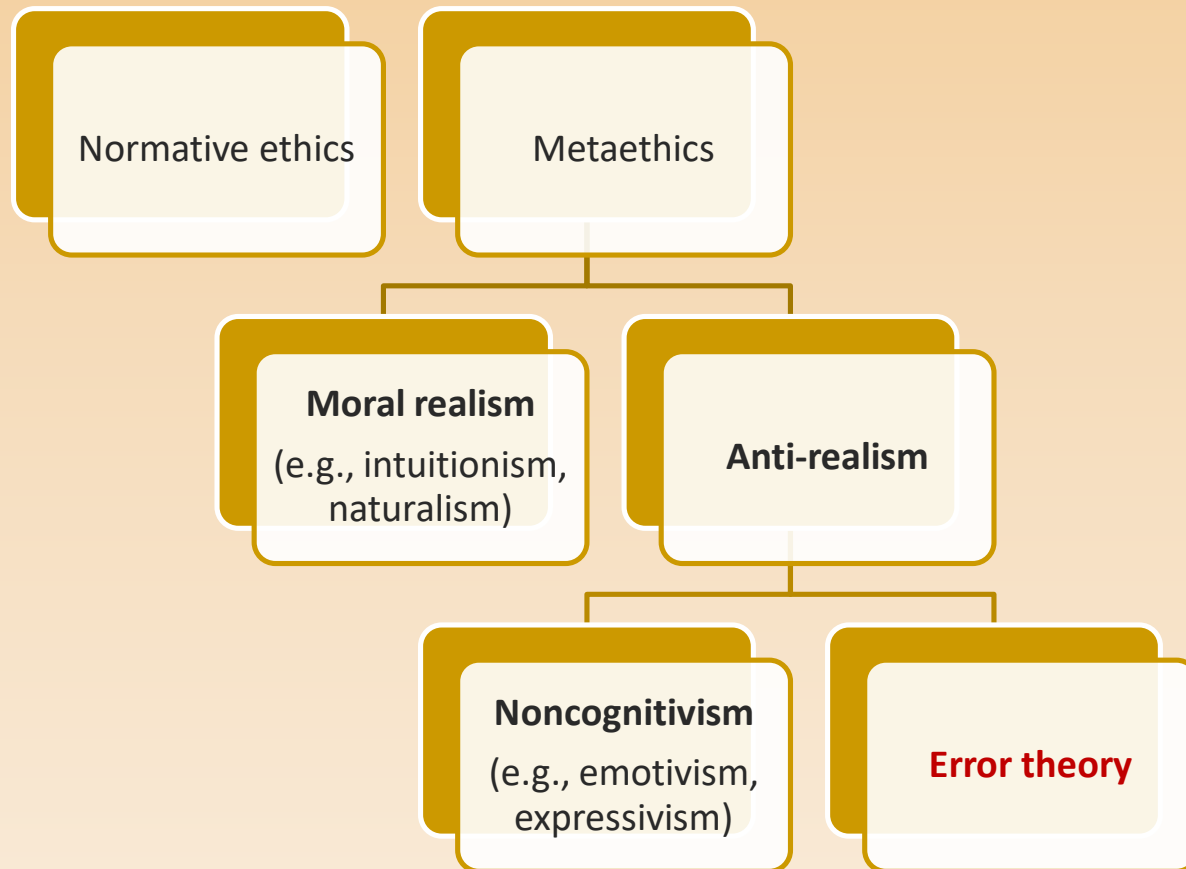 Normative ethics
Metaethics
Moral realism
(e.g., intuitionism,
naturalism)
Anti-realism
Noncognitivism
(e.g., emotivism,
expressivism)
Error theory